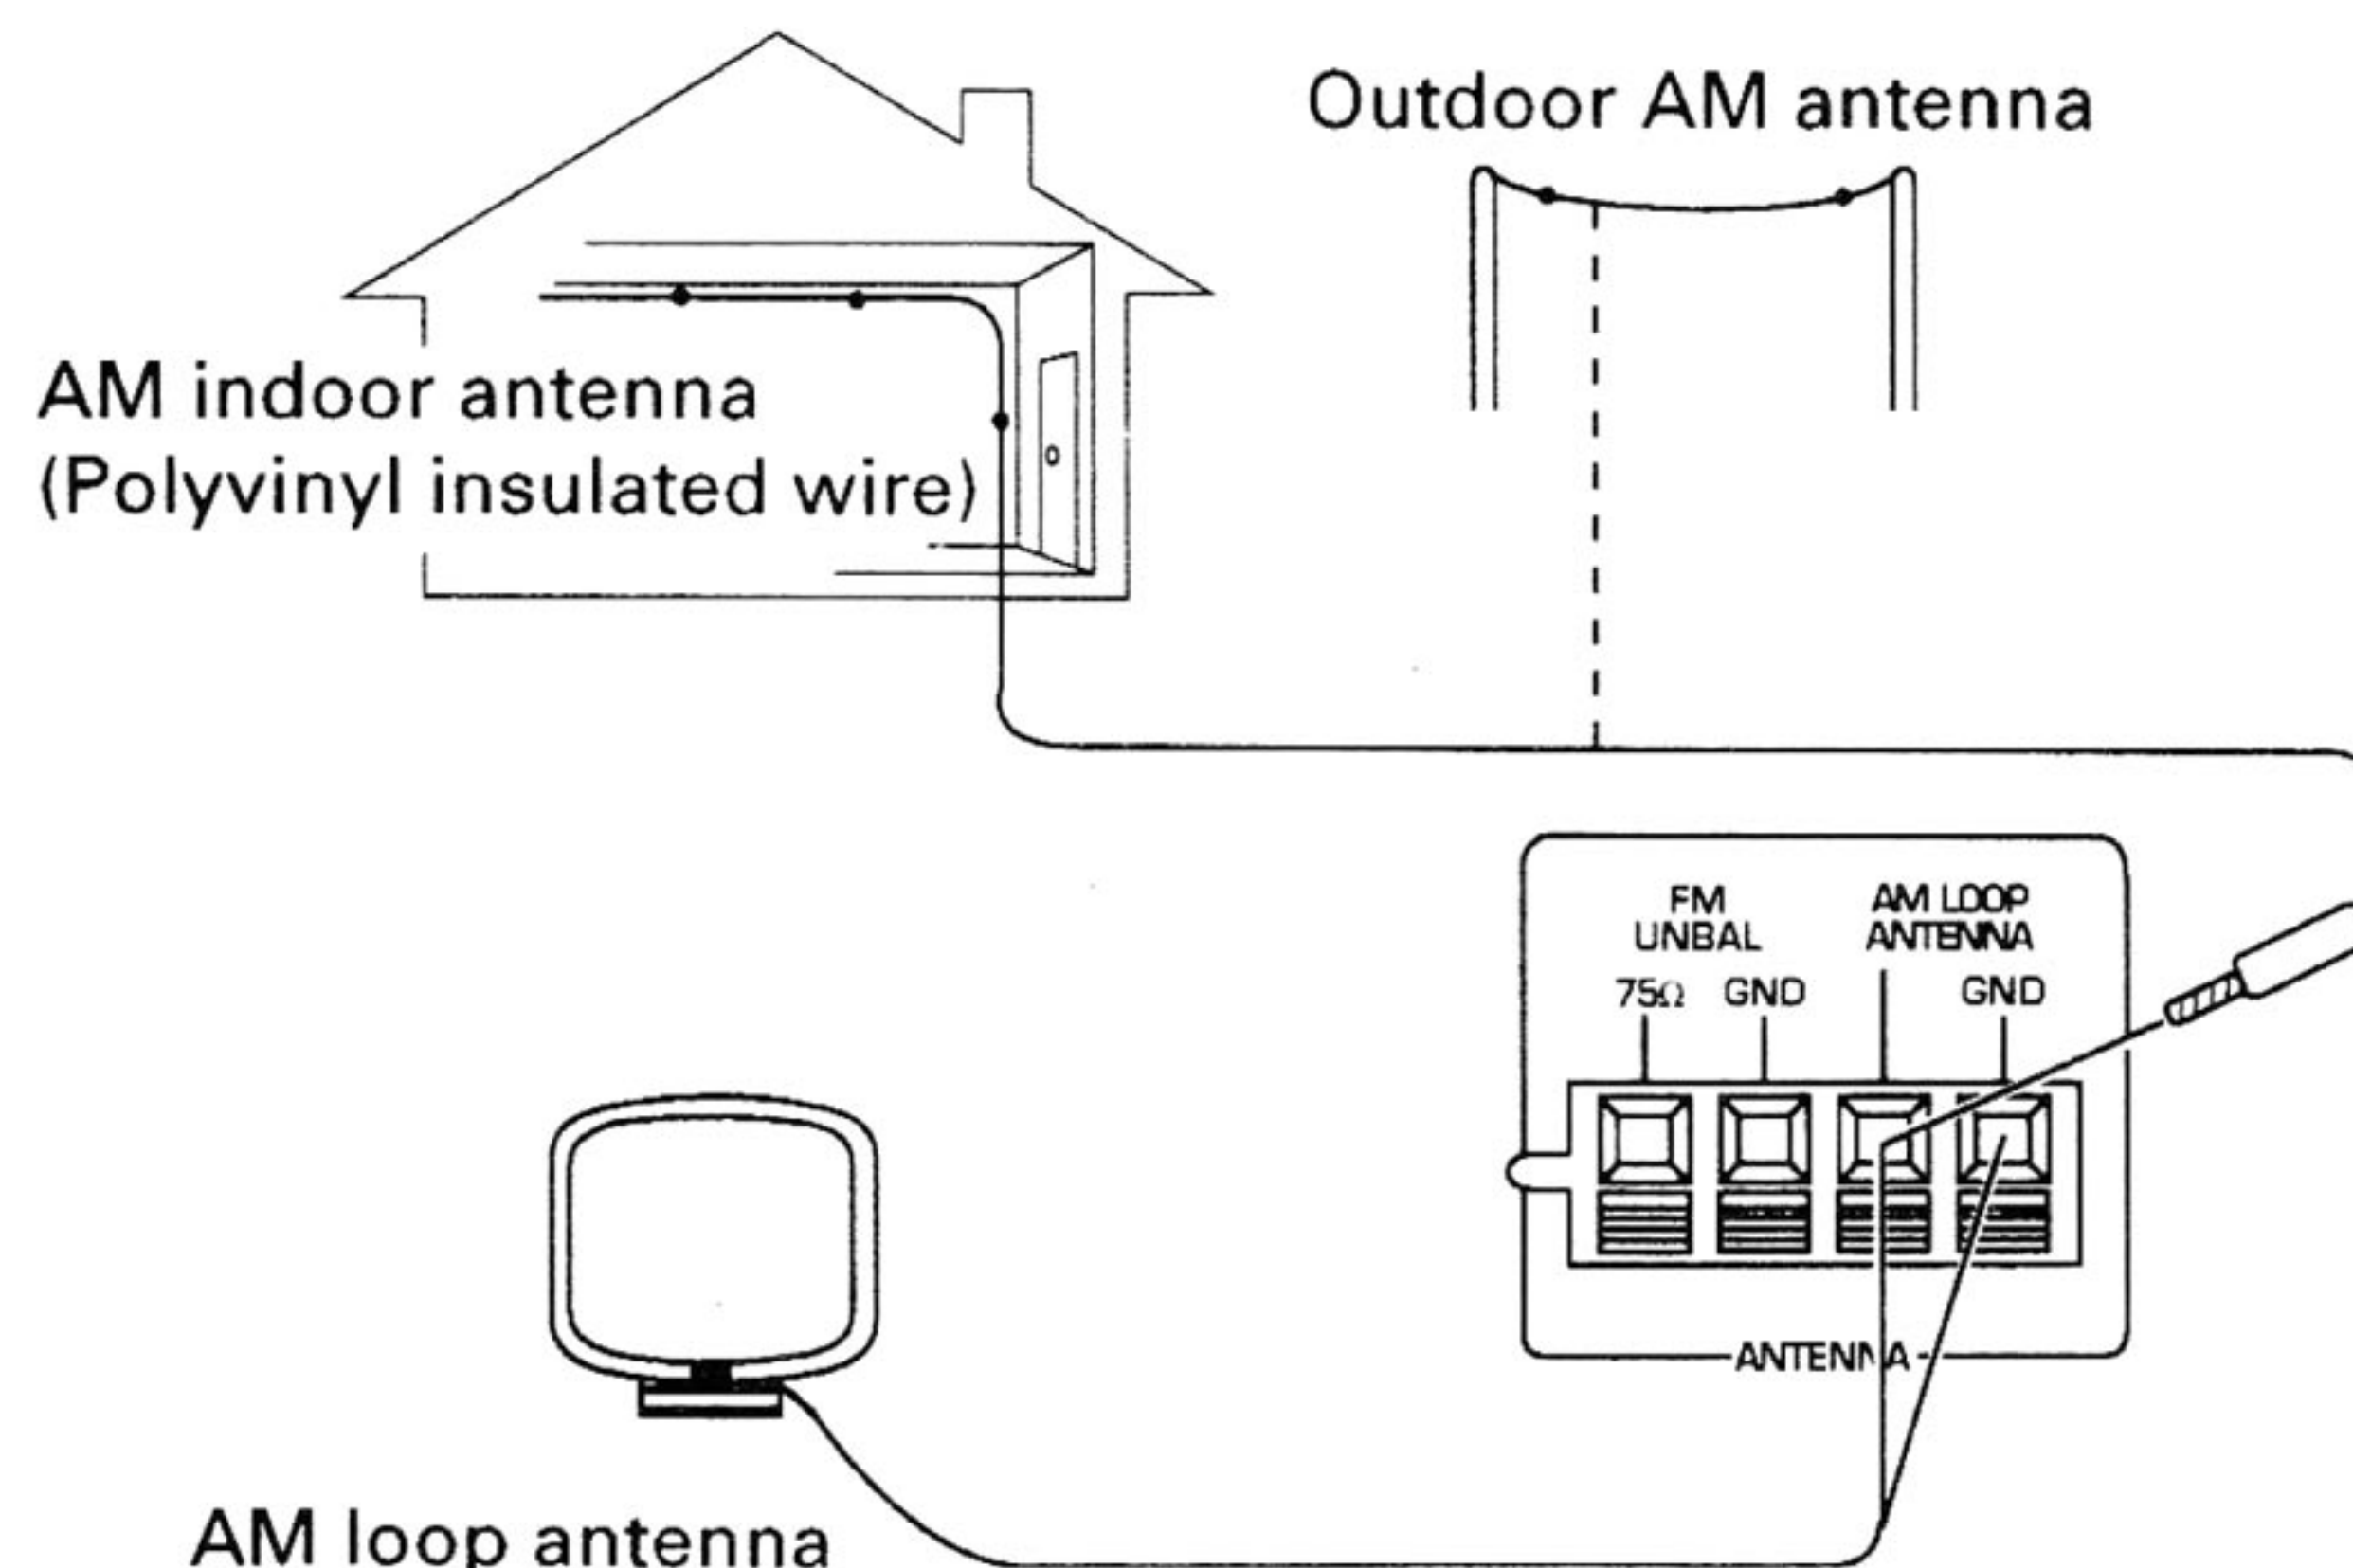 Outdoor AM antenna
AM indoor antenna
(Polyvinyl insulated wire)
FM
UNBAL
AM LOOP
ANTENNA
75Ω GND
GND
ANTENNA
AM loop antenna